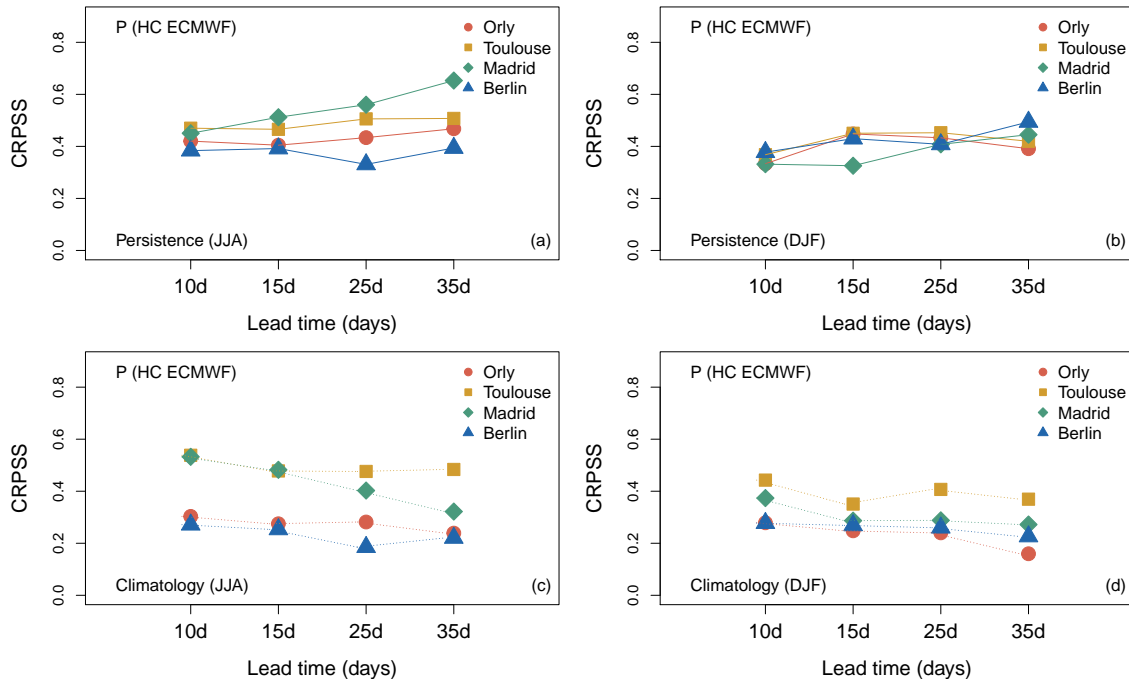 P (HC ECMWF)
Orly
Toulouse
Madrid
Berlin
CRPSS
0.8
0.6
0.4
0.2
0.0
Persistence (JJA)
(a)
10d 15d 25d 35d
Lead time (days)
P (HC ECMWF)
Orly
Toulouse
Madrid
Berlin
CRPSS
0.8
0.6
0.4
0.2
0.0
Persistence (DJF)
(b)
10d 15d 25d 35d
Lead time (days)
P (HC ECMWF)
Orly
Toulouse
Madrid
Berlin
CRPSS
0.8
0.6
0.4
0.2
0.0
Climatology (JJA)
(c)
10d 15d 25d 35d
Lead time (days)
P (HC ECMWF)
Orly
Toulouse
Madrid
Berlin
CRPSS
0.8
0.6
0.4
0.2
0.0
Climatology (DJF)
(d)
10d 15d 25d 35d
Lead time (days)